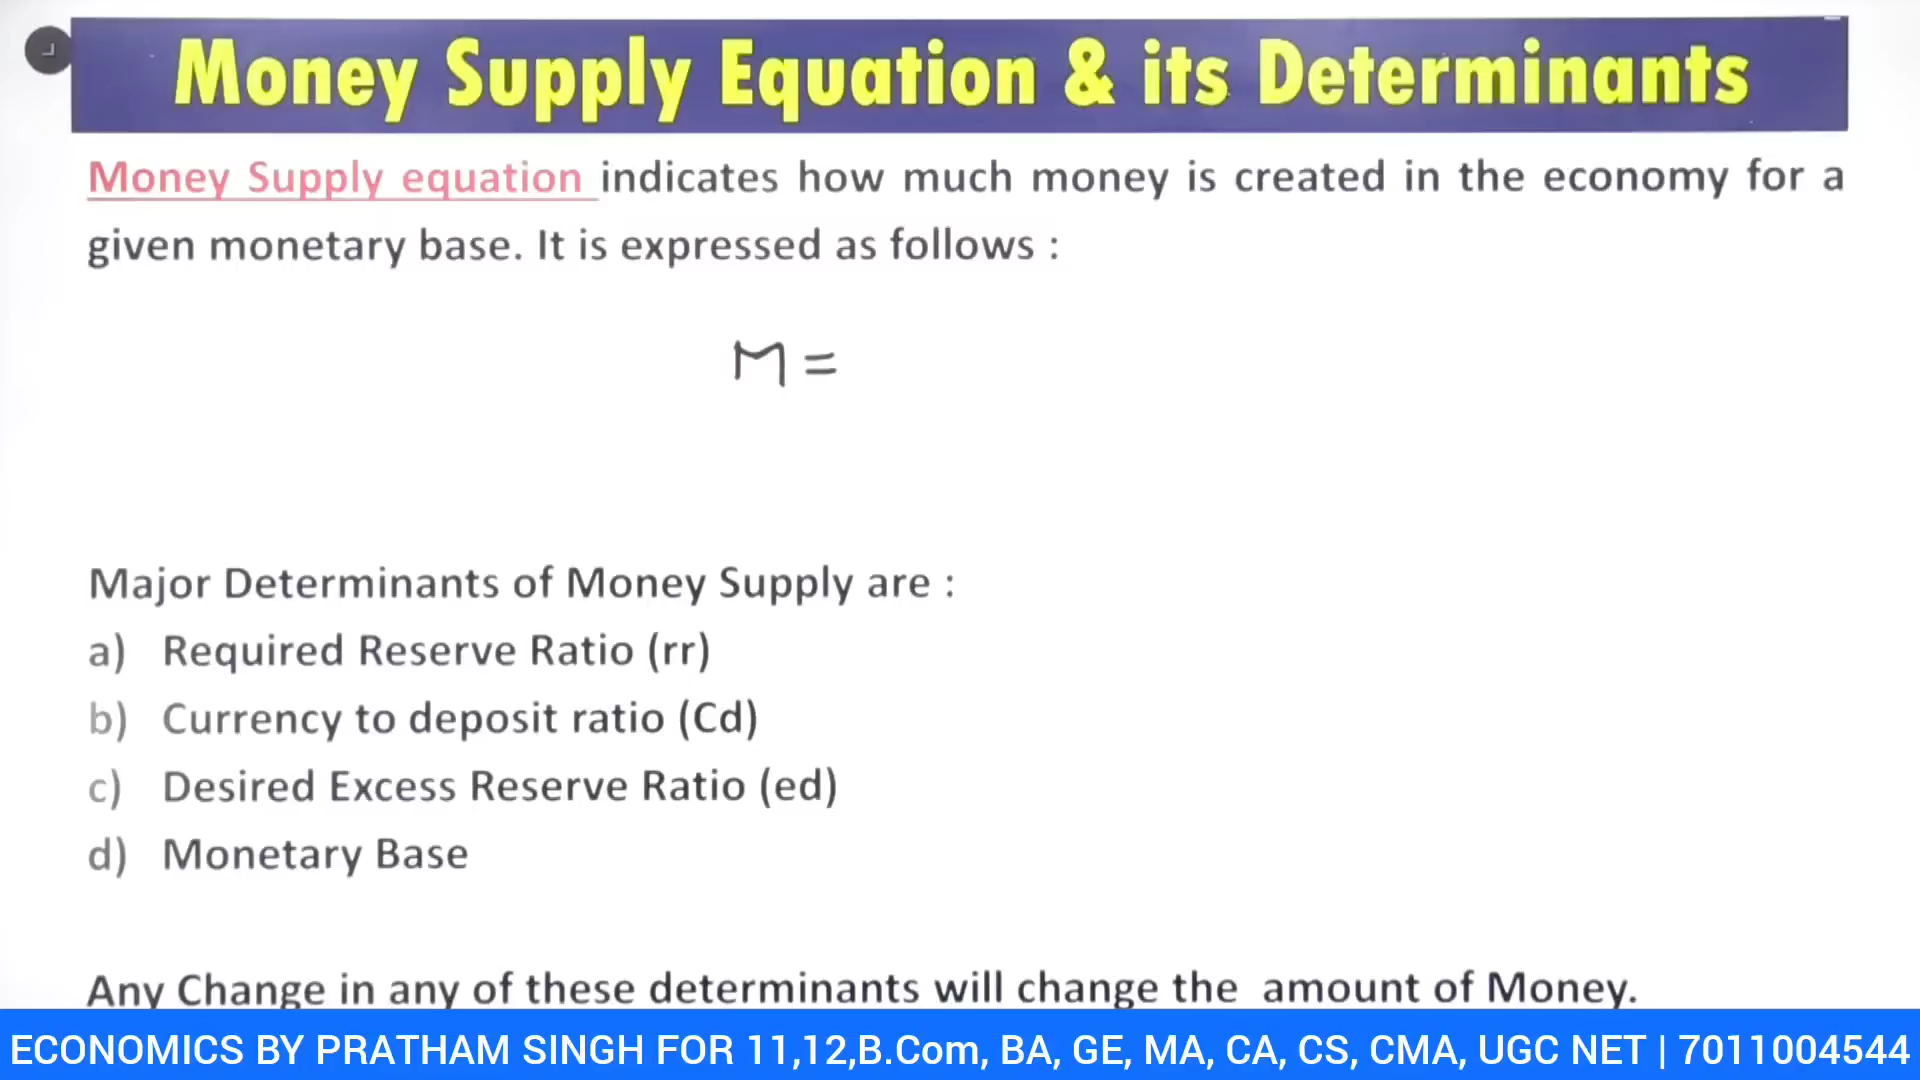 Money Supply Equation & its Determinants
Money Supply equation indicates how much money is created in the economy for a
given monetary base. It is expressed as follows :
M =
Major Determinants of Money Supply are :
a) Required Reserve Ratio (rr)
b) Currency to deposit ratio (Cd)
c) Desired Excess Reserve Ratio (ed)
d) Monetary Base
Any Change in any of these determinants will change the amount of Money.
ECONOMICS BY PRATHAM SINGH FOR 11,12,B.Com, BA, GE, MA, CA, CS, CMA, UGC NET | 7011004544